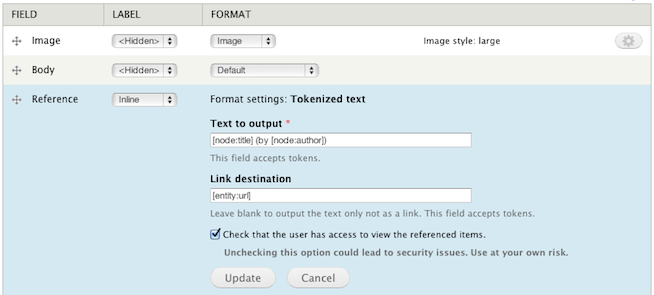 FIELD LABEL FORMAT
Image <Hidden> Image Image style: large
Body <Hidden> Default
Reference Inline Format settings: Tokenized text
Text to output *
[node:title] (by [node:author])
This field accepts tokens.
Link destination
[entity:url]
Leave blank to output the text only not as a link. This field accepts tokens.
Check that the user has access to view the referenced items.
Unchecking this option could lead to security issues. Use at your own risk.
Update Cancel